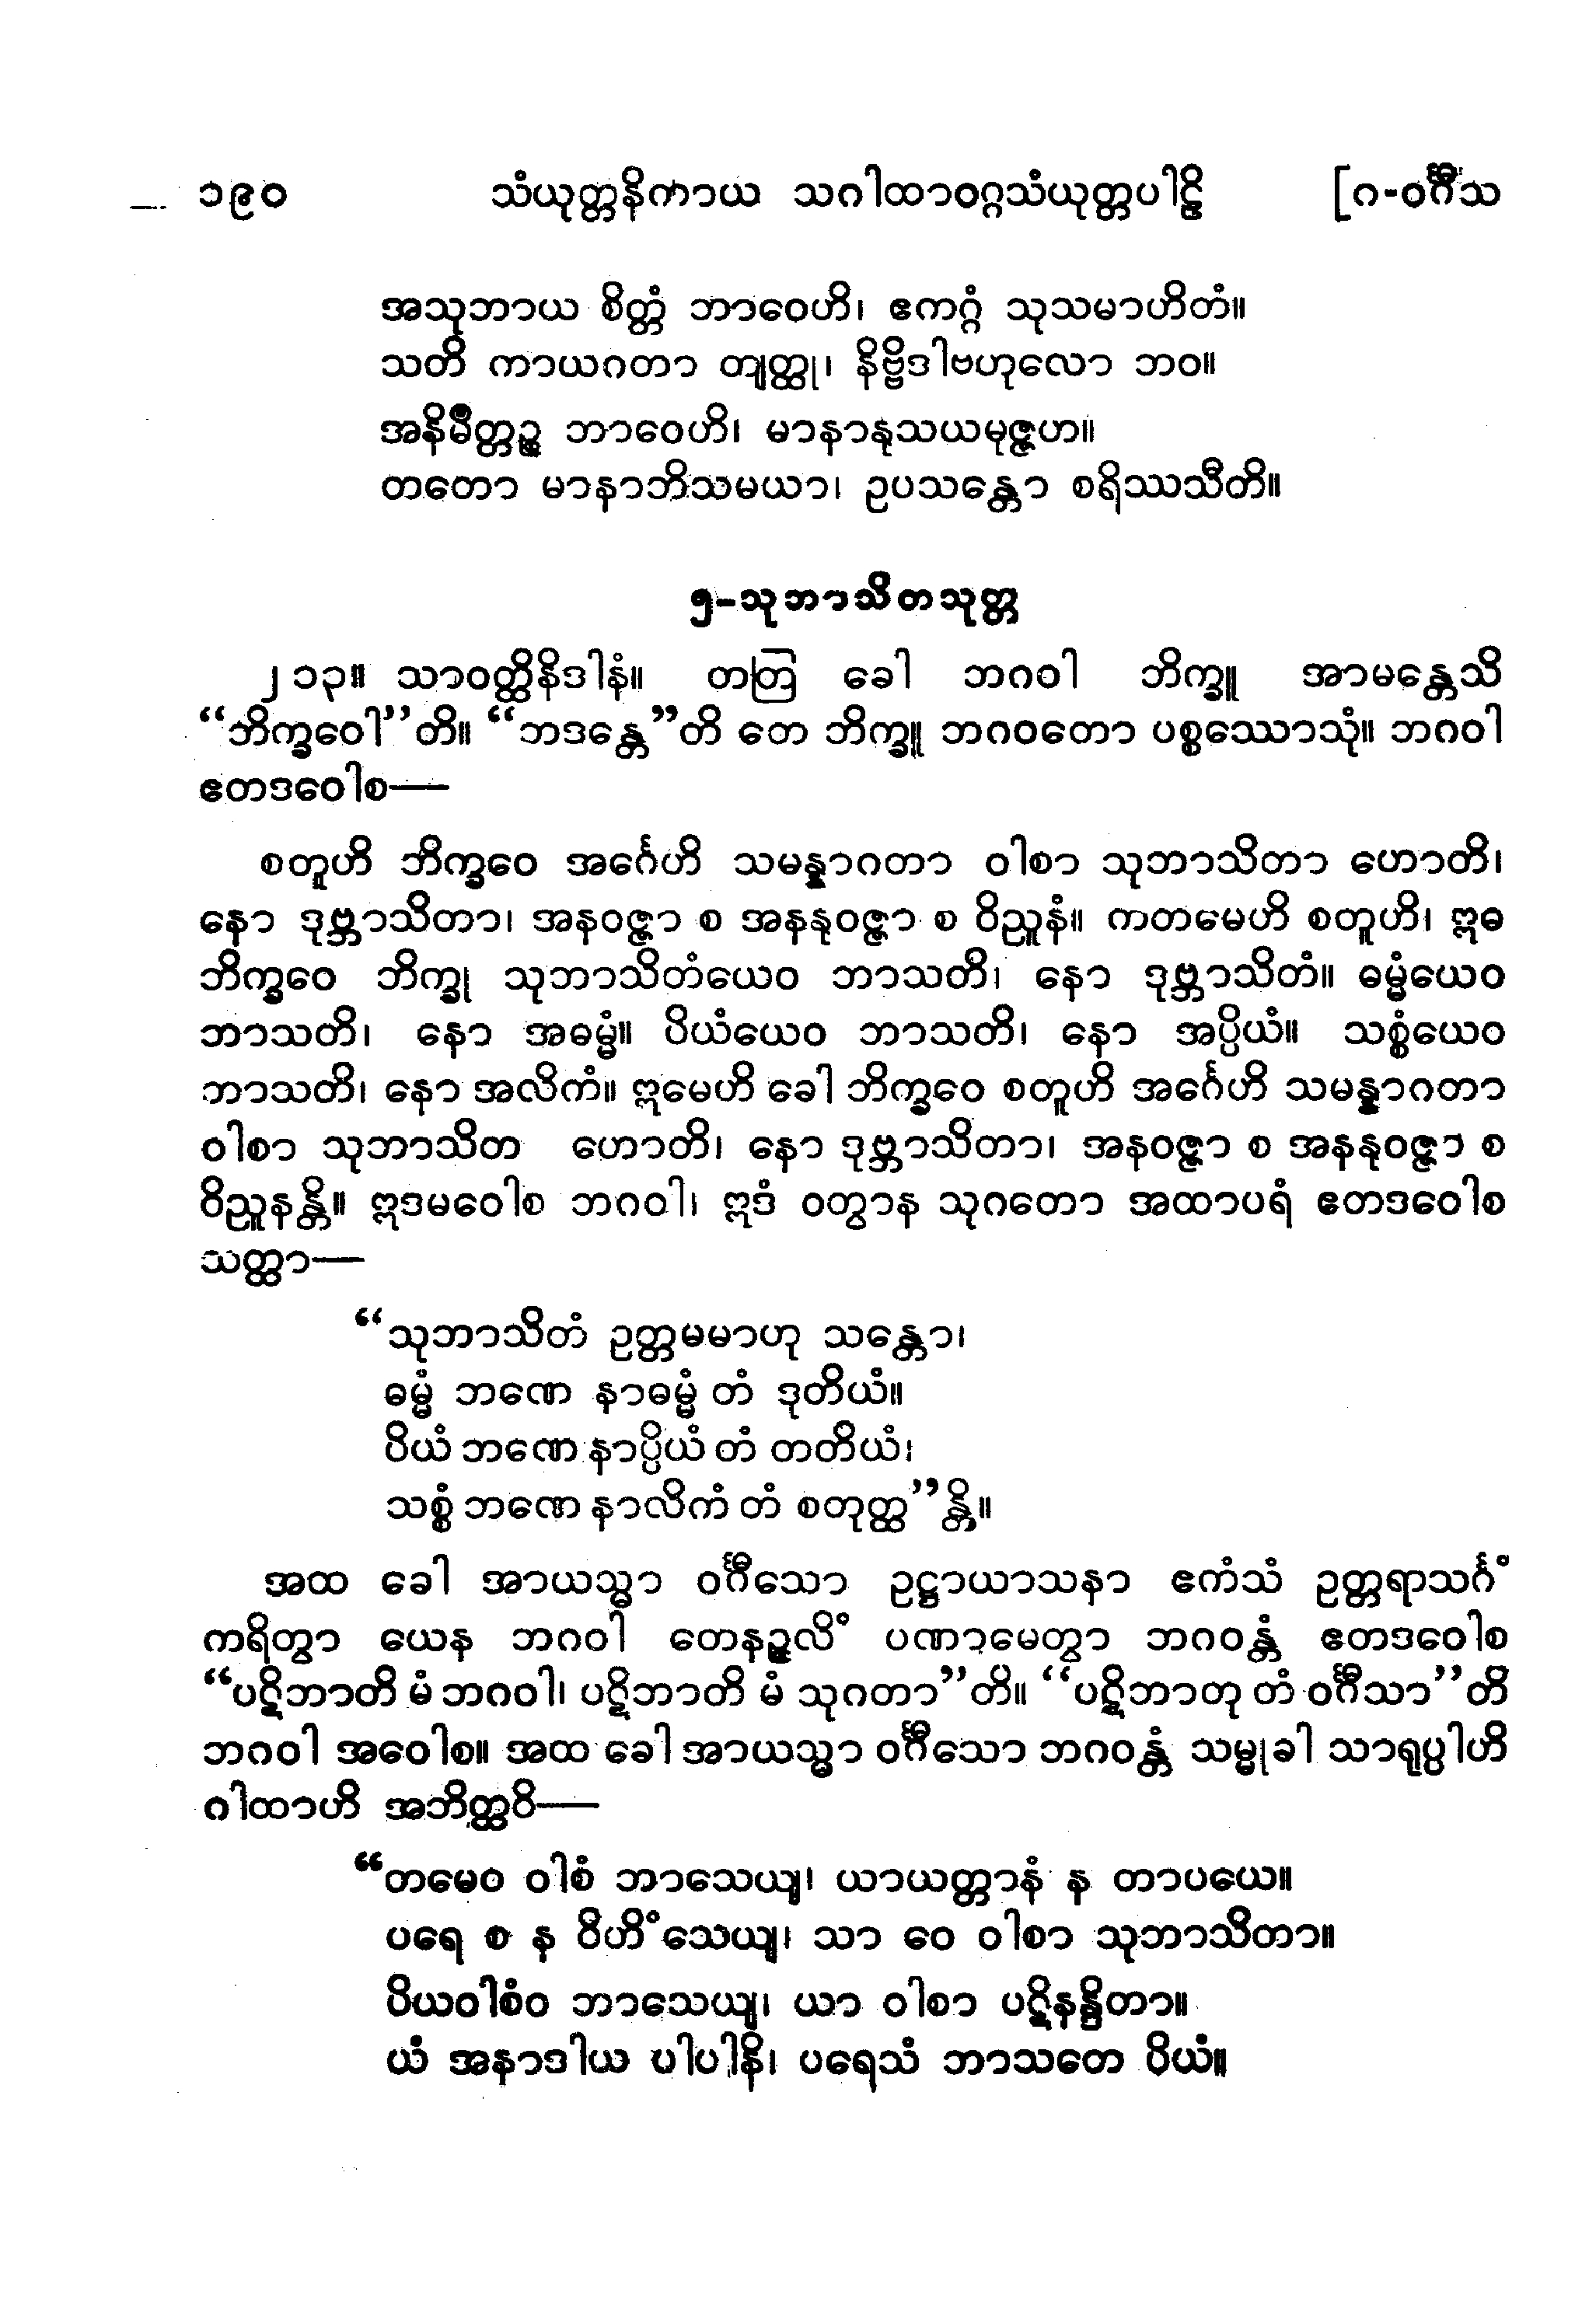 ၁၉၀ သံယုတ္တနိကာယ သဂါထာဝဂ္ဂသံယုတ္တပါဠိ [ဂ-ဝင်္ဂီသ
အသုဘာယ စိတ္တံ ဘာဝေဟိ၊ ဧကဂ္ဂံ သုသမာဟိတံ။
သတိ ကာယဂတာ တျတ္ထု၊ နိဗ္ဗိဒါဗဟုလော ဘဝ။
အနိမိတ္တဉ္စ ဘာဝေဟိ၊ မာနာနုသယမုဇ္ဇဟ။
တတော မာနာဘိသမယာ၊ ဥပသန္တော စရိဿသီတိ။
၅-သုဘာသိတသုတ္တ
၂၁၃။ သာဝတ္ထိနိဒါနံ။ တတြ ခေါ ဘဂဝါ ဘိက္ခူ အာမန္တေသိ
“ဘိက္ခဝေါ”တိ။ “ဘဒန္တေ”တိ တေ ဘိက္ခူ ဘဂဝတော ပစ္စဿောသုံ။ ဘဂဝါ
ဧတဒဝေါစ—
စတူဟိ ဘိက္ခဝေ အင်္ဂေဟိ သမန္နာဂတာ ဝါစာ သုဘာသိတာ ဟောတိ၊
နော ဒုဗ္ဘာသိတာ၊ အနဝဇ္ဇာ စ အနနုဝဇ္ဇာ စ ဝိညူနံ။ ကတမေဟိ စတူဟိ၊ ဣဓ
ဘိက္ခဝေ ဘိက္ခု သုဘာသိတံယေဝ ဘာသတိ၊ နော ဒုဗ္ဘာသိတံ။ ဓမ္မံယေဝ
ဘာသတိ၊ နော အဓမ္မံ။ ပိယံယေဝ ဘာသတိ၊ နော အပ္ပိယံ။ သစ္စံယေဝ
ဘာသတိ၊ နော အလိကံ။ ဣမေဟိ ခေါ ဘိက္ခဝေ စတူဟိ အင်္ဂေဟိ သမန္နာဂတာ
ဝါစာ သုဘာသိတ ဟောတိ၊ နော ဒုဗ္ဘာသိတာ၊ အနဝဇ္ဇာ စ အနနုဝဇ္ဇာ စ
ဝိညူနန္တိ။ ဣဒမဝေါစ ဘဂဝါ၊ ဣဒံ ဝတွာန သုဂတော အထာပရံ ဧတဒဝေါစ
သတ္ထာ—
“သုဘာသိတံ ဥတ္တမမာဟု သန္တော၊
ဓမ္မံ ဘဏေ နာဓမ္မံ တံ ဒုတိယံ။
ပိယံ ဘဏေ နာပ္ပိယံ တံ တတိယံ၊
သစ္စံ ဘဏေ နာလိကံ တံ စတုတ္ထ”န္တိ။
အထ ခေါ အာယသ္မာ ဝင်္ဂီသော ဥဋ္ဌာယာသနာ ဧကံသံ ဥတ္တရာသင်္ဂံ
ကရိတွာ ယေန ဘဂဝါ တေနဉ္ဇလိံ ပဏာမေတွာ ဘဂဝန္တံ ဧတဒဝေါစ
“ပဋိဘာတိ မံ ဘဂဝါ၊ ပဋိဘာတိ မံ သုဂတာ”တိ။ “ပဋိဘာတု တံ ဝင်္ဂီသာ”တိ
ဘဂဝါ အဝေါစ။ အထ ခေါ အာယသ္မာ ဝင်္ဂီသော ဘဂဝန္တံ သမ္မုခါ သာရုပ္ပါဟိ
ဂါထာဟိ အဘိတ္ထဝိ—
“တမေဝ ဝါစံ ဘာသေယျ၊ ယာယတ္တာနံ န တာပယေ။
ပရေ စ န ဝိဟိံသေယျ၊ သာ ဝေ ဝါစာ သုဘာသိတာ။
ပိယဝါစံဝ ဘာသေယျ၊ ယာ ဝါစာ ပဋိနန္ဒိတာ။
ယံ အနာဒါယ ပါပါနိ၊ ပရေသံ ဘာသတေ ပိယံ။